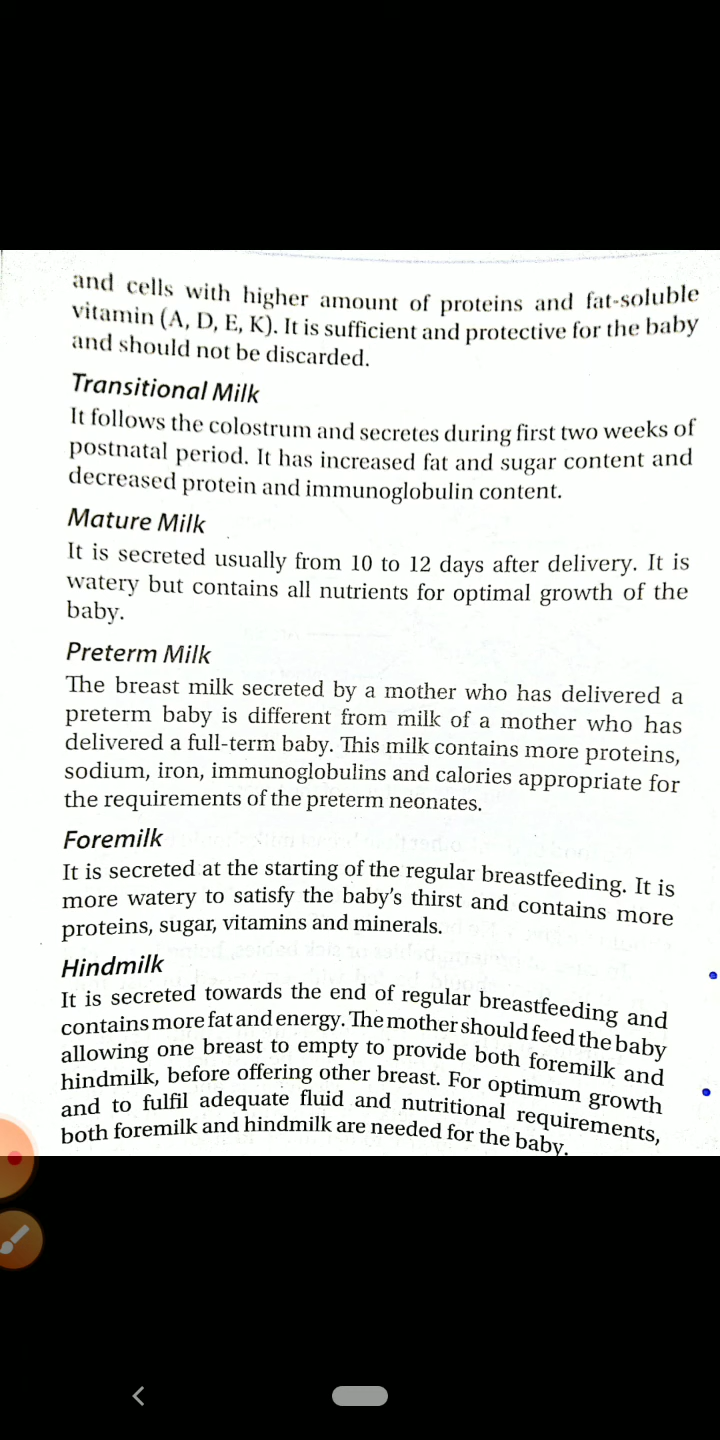 and cells with higher amount of proteins and fat-soluble
vitamin (A, D, E, K). It is sufficient and protective for the baby
and should not be discarded.
Transitional Milk
It follows the colostrum and secretes during first two weeks of
postnatal period. It has increased fat and sugar content and
decreased protein and immunoglobulin content.
Mature Milk
It is secreted usually from 10 to 12 days after delivery. It is
watery but contains all nutrients for optimal growth of the
baby.
Preterm Milk
The breast milk secreted by a mother who has delivered a
preterm baby is different from milk of a mother who has
delivered a full-term baby. This milk contains more proteins,
sodium, iron, immunoglobulins and calories appropriate for
the requirements of the preterm neonates.
Foremilk
It is secreted at the starting of the regular breastfeeding. It is
more watery to satisfy the baby's thirst and contains more
proteins, sugar, vitamins and minerals.
Hindmilk
It is secreted towards the end of regular breastfeeding and
contains more fat and energy. The mother should feed the baby
allowing one breast to empty to provide both foremilk and
hindmilk, before offering other breast. For optimum growth
and to fulfil adequate fluid and nutritional requirements,
both foremilk and hindmilk are needed for the baby.